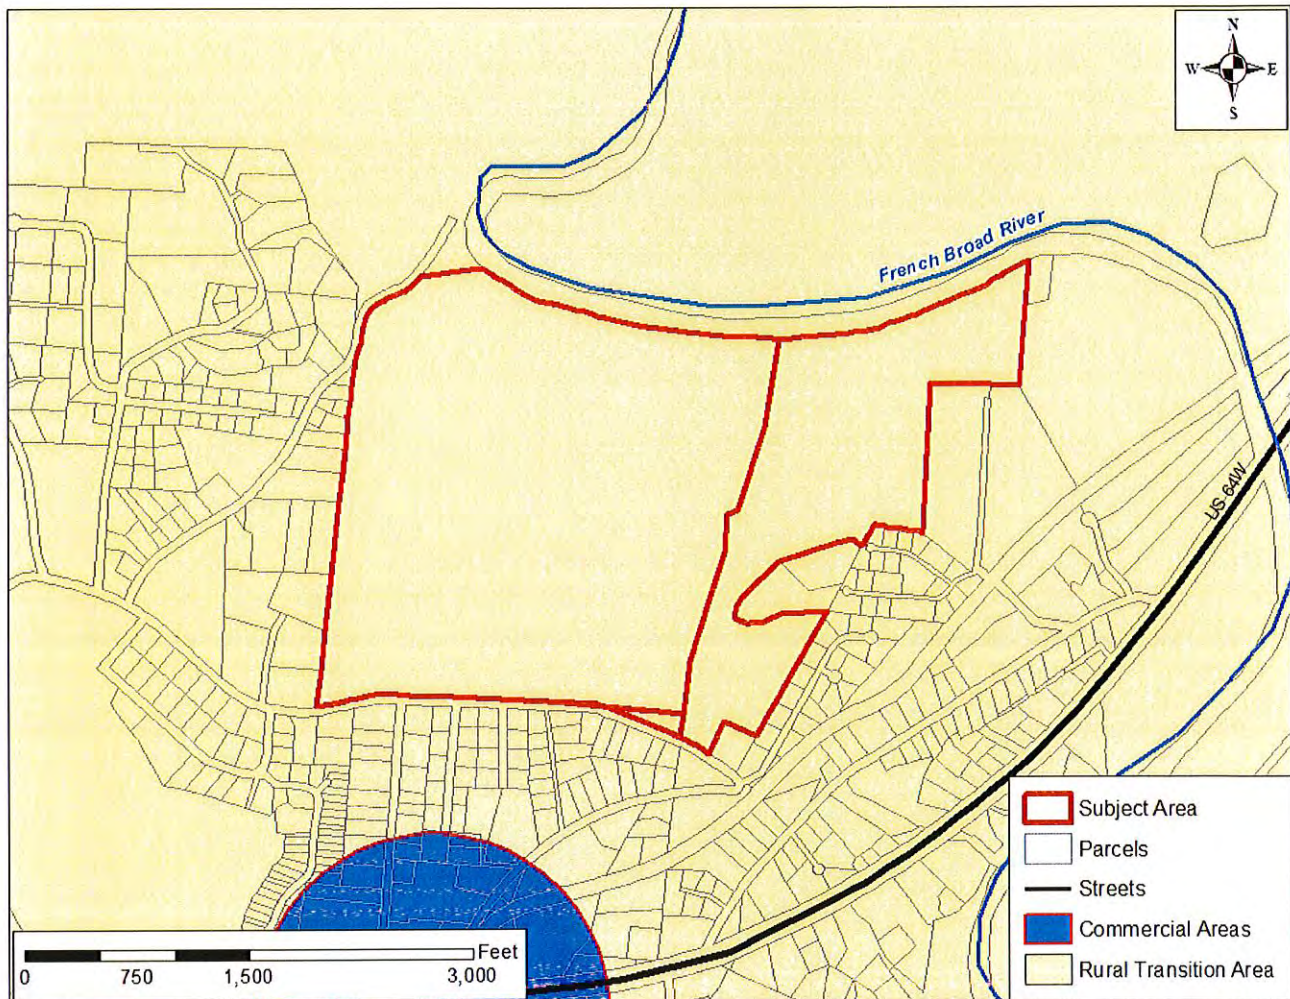 N
W E
S
French Broad River
US-64W
Subject Area
Parcels
Streets
Commercial Areas
Rural Transition Area
Feet
0 750 1,500 3,000